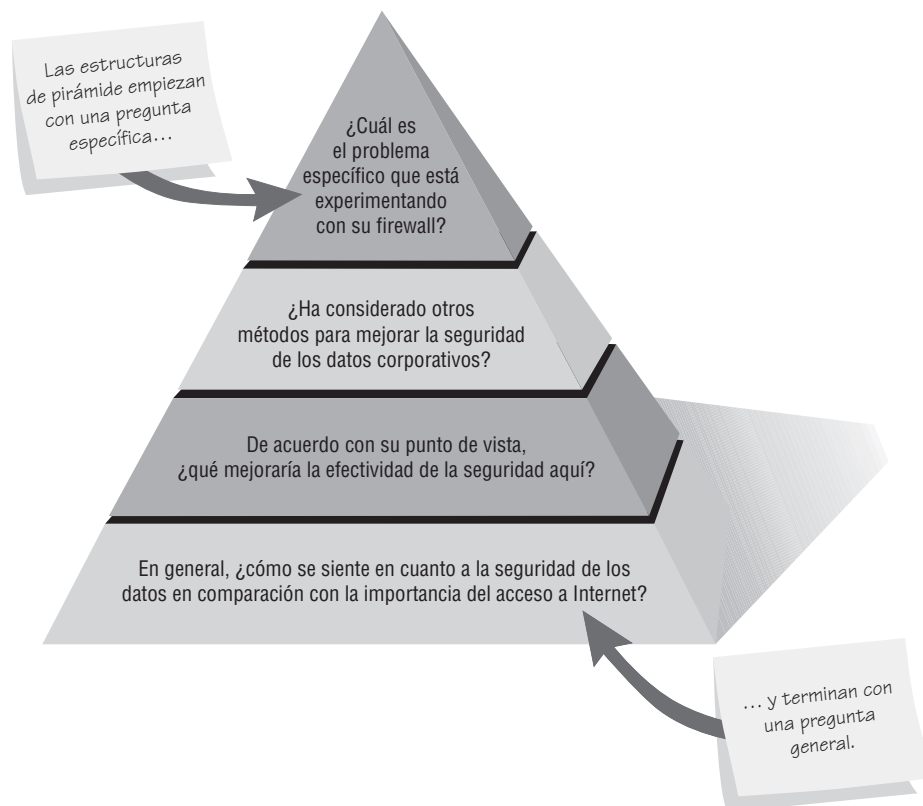 Las estructuras
de pirámide empiezan
con una pregunta
específica...
¿Cuál es
el problema
específico que está
experimentando
con su firewall?
¿Ha considerado otros
métodos para mejorar la seguridad
de los datos corporativos?
De acuerdo con su punto de vista,
¿qué mejoraría la efectividad de la seguridad aquí?
En general, ¿cómo se siente en cuanto a la seguridad de los
datos en comparación con la importancia del acceso a Internet?
... y terminan con
una pregunta
general.